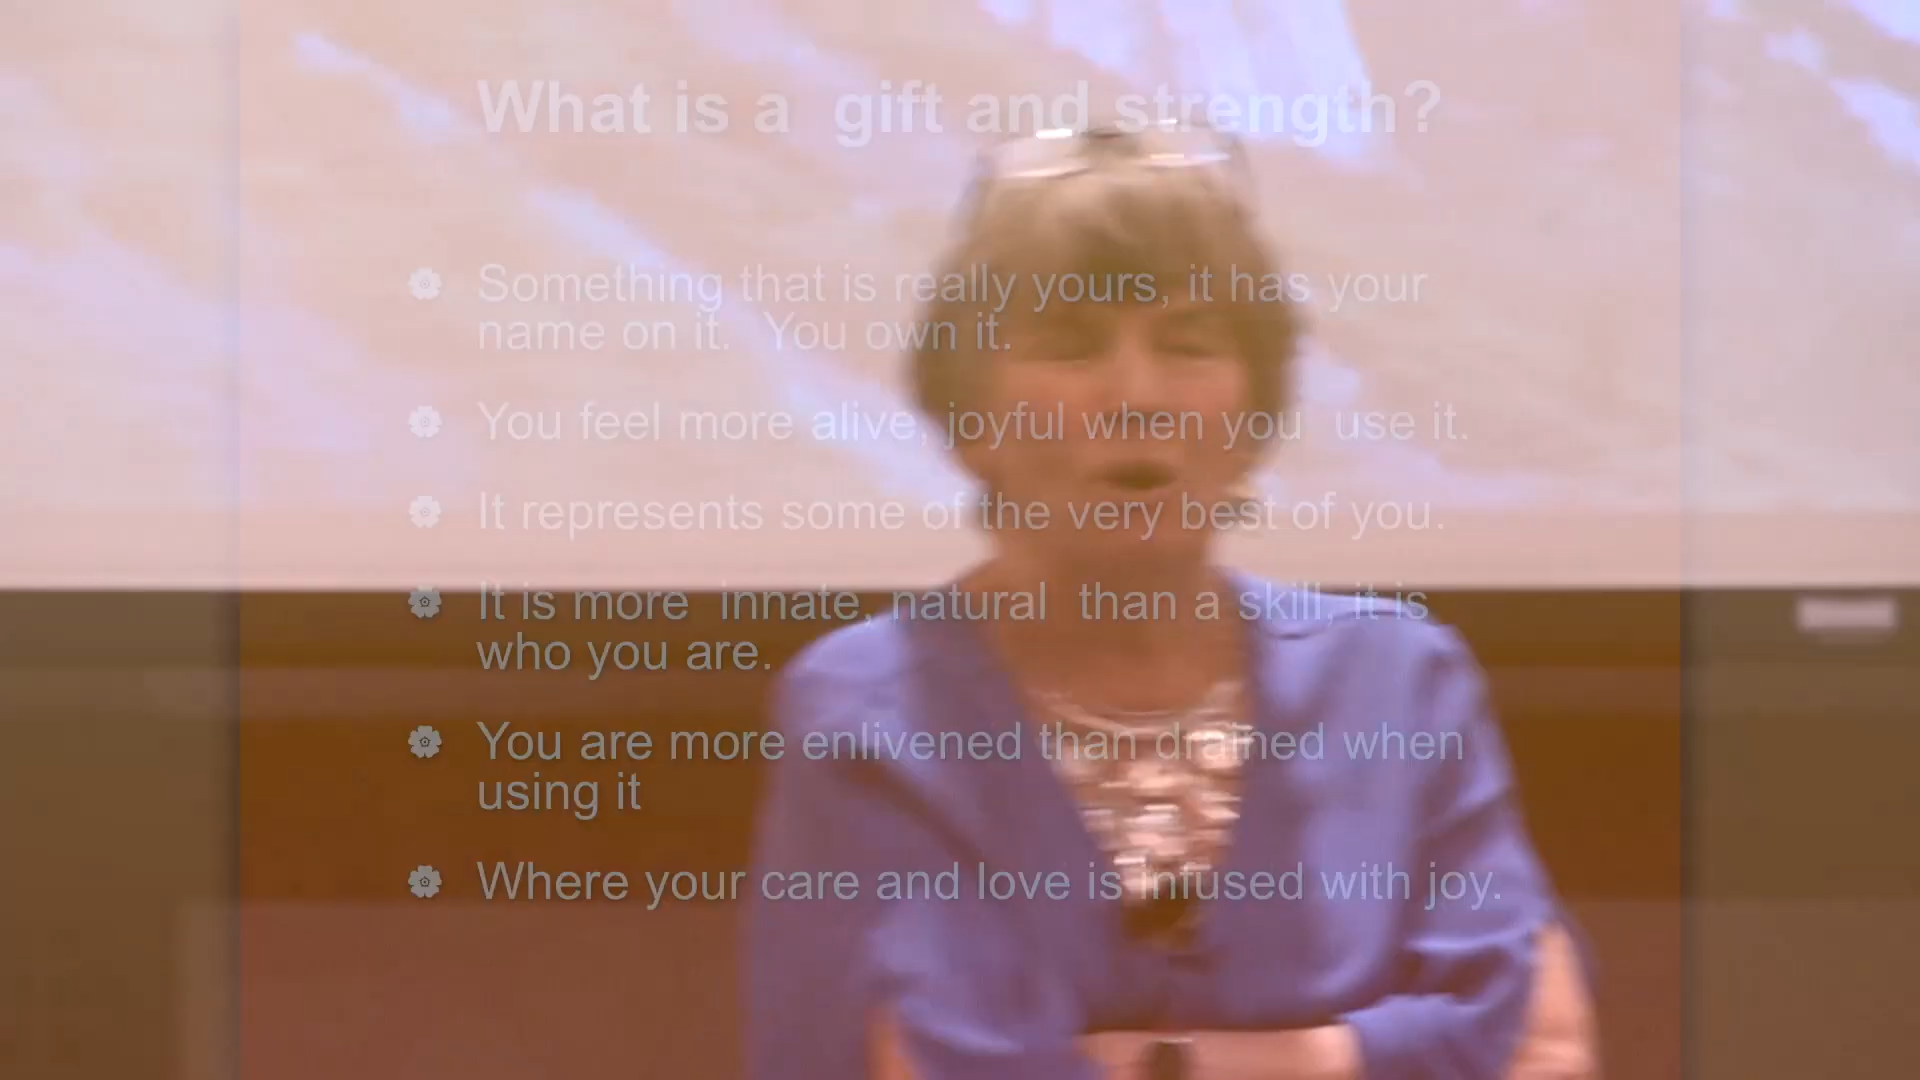 What is a  gift and strength?
Something that is really yours, it has your
name on it.  You own it.
You feel more alive, joyful when you  use it.
It represents some of the very best of you.
It is more  innate, natural  than a skill, it is
who you are.
You are more enlivened than drained when
using it
Where your care and love is infused with joy.